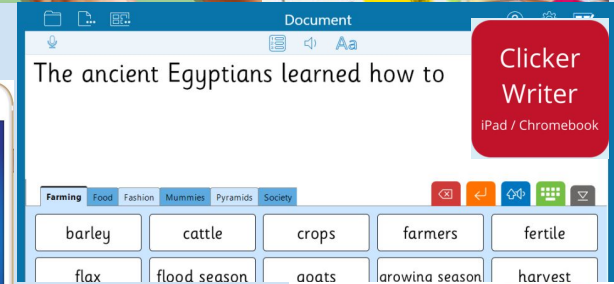 Document
Aa
The ancient Egyptians learned how to
Clicker
Writer
iPad / Chromebook
Farming Food Fashion Mummies Pyramids Society
barley cattle crops farmers fertile
flax flood season goats growing season harvest